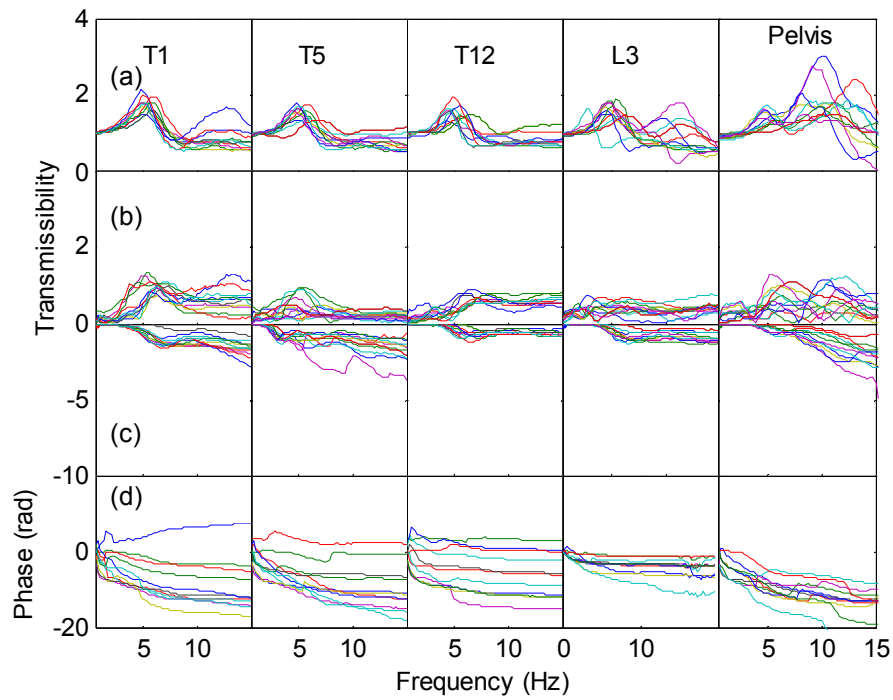 4
T1 T5 T12 L3 Pelvis
(a)
2
0
(b)
2
Transmissibility
0
-5
(c)
-10
(d)
0
Phase (rad)
-20
5 10 5 10 5 10 0 10 5 10 15
Frequency (Hz)